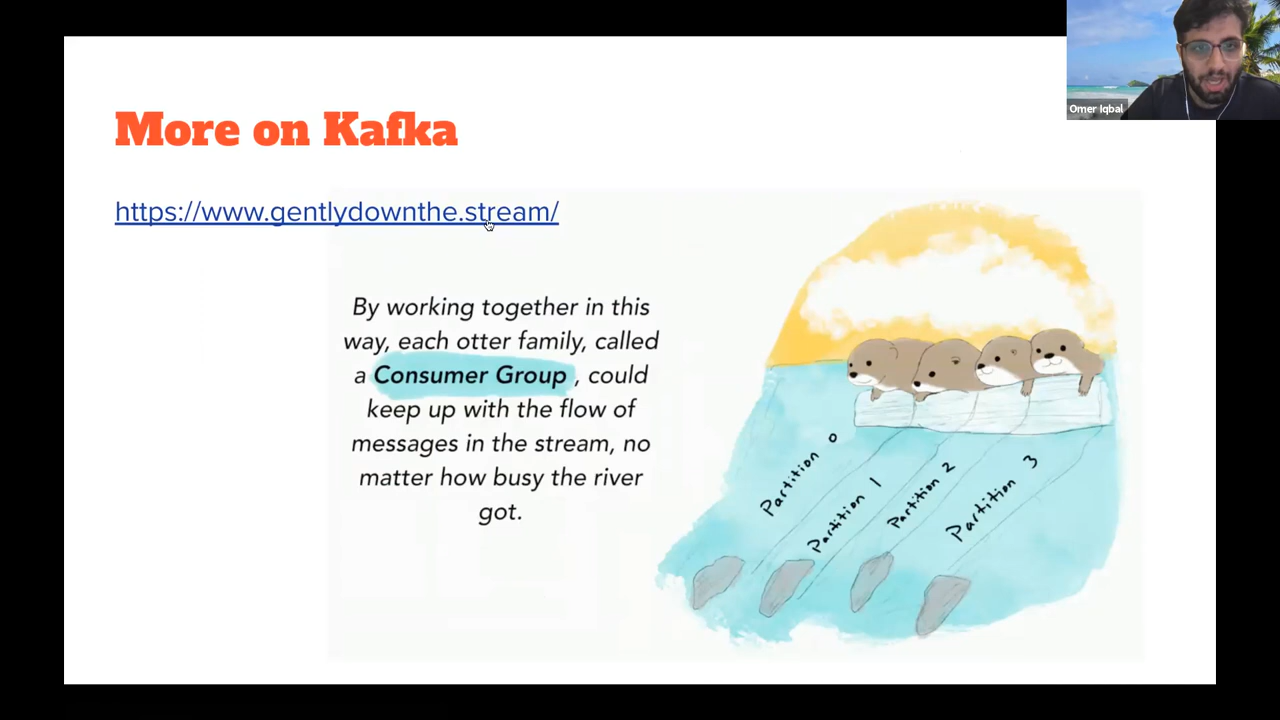 Omer Iqbal
More on Kafka
https://www.gentlydownthe.stream/
By working together in this
way, each otter family, called
a Consumer Group , could
keep up with the flow of
messages in the stream, no
matter how busy the river
got.
Partition 0
Partition 1
Partition 2
Partition 3